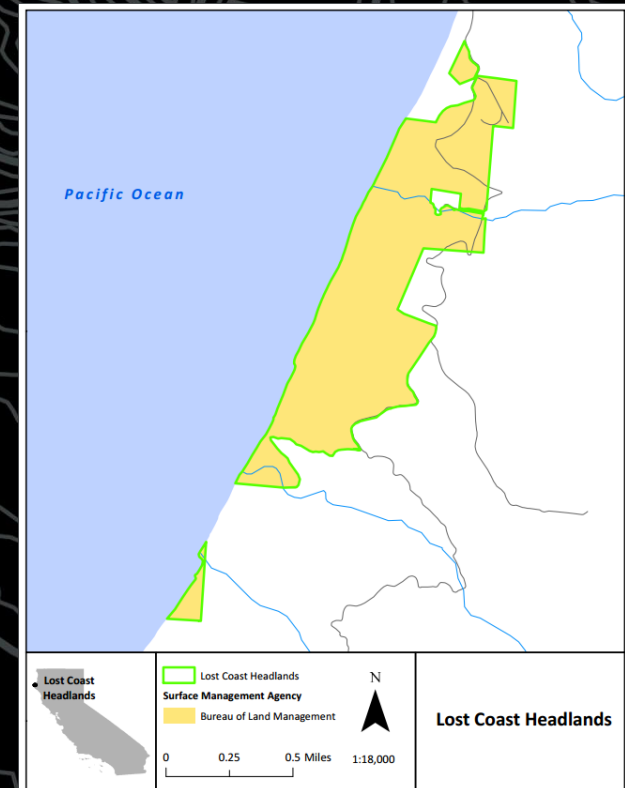 Pacific Ocean
Lost Coast
Headlands
Lost Coast Headlands
Surface Management Agency
Bureau of Land Management
0 0.25 0.5 Miles
N
1:18,000
Lost Coast Headlands